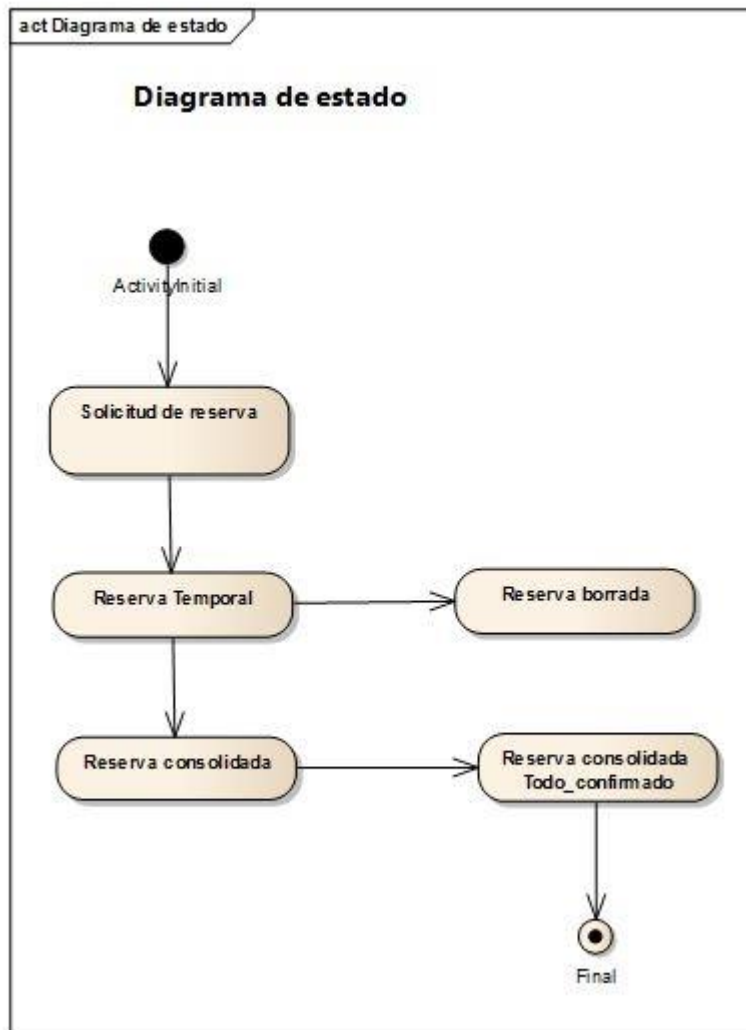 act Diagrama de estado
Diagrama de estado
ActivityInitial
Solicitud de reserva
Reserva Temporal
Reserva borrada
Reserva consolidada
Reserva consolidada
Todo_confirmado
Final